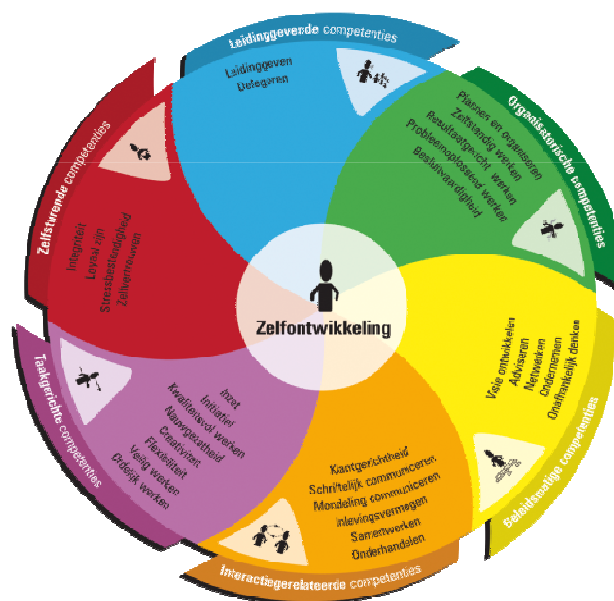 Leidinggevende competenties
Leidinggeven
Delegeren
Organisatorische competenties
Plannen en organiseren
Zelfstandig werken
Resultaatgericht werken
Probleemoplossend werken
Besluitvaardigheid
Beleidsmatige competenties
Visie ontwikkelen
Adviseren
Netwerken
Ondernemen
Onafhankelijk denken
Interactiegerelateerde competenties
Klantgerichtheid
Schriftelijk communiceren
Mondeling communiceren
Inlevingsvermogen
Samenwerken
Onderhandelen
Taakgerichte competenties
Inzet
Initiatief
Kwaliteitsvol werken
Nauwgezetheid
Creativiteit
Flexibiliteit
Veilig werken
Ordelijk werken
Zelfsturende competenties
Integriteit
Loyaal zijn
Stressbestendigheid
Zelfvertrouwen
Zelfontwikkeling